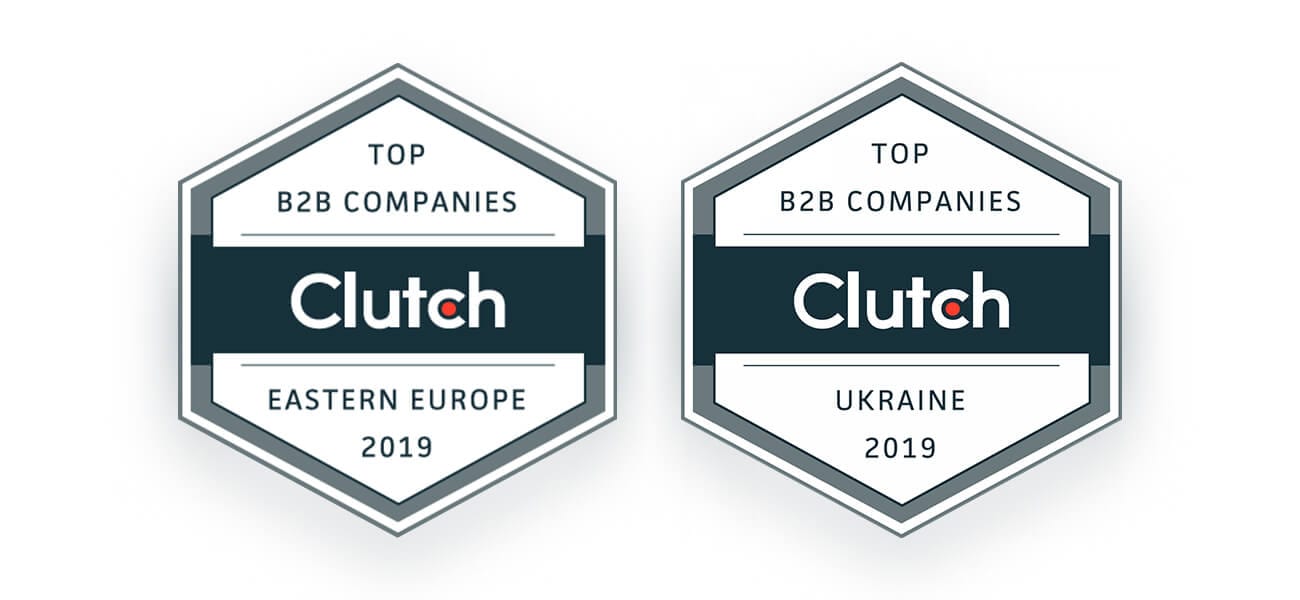 TOP
B2B COMPANIES
Clutch
EASTERN EUROPE
2019
TOP
B2B COMPANIES
Clutch
UKRAINE
2019